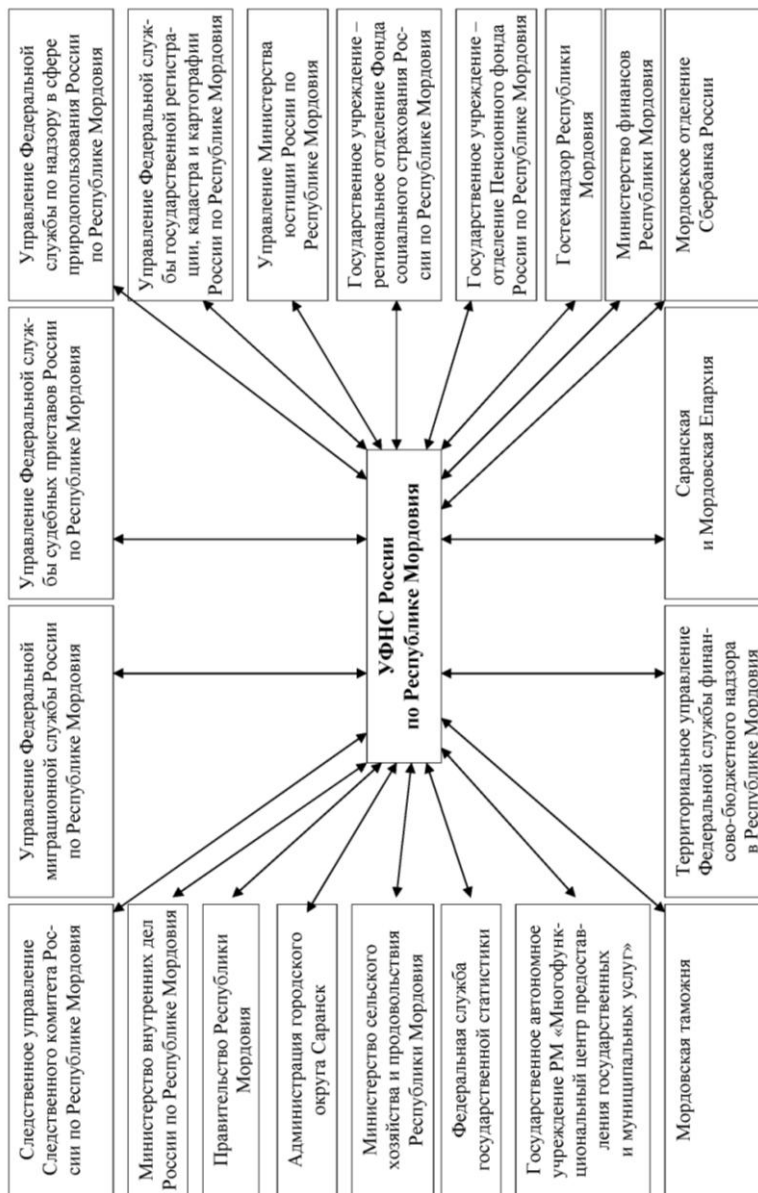 Следственное управление
Следственного комитета Рос-
сии по Республике Мордовия
Управление Федеральной
миграционной службы России
по Республике Мордовия
Управление Федеральной служ-
бы судебных приставов России
по Республике Мордовия
Управление Федеральной
службы по надзору в сфере
природопользования России
по Республике Мордовия
Министерство внутренних дел
России по Республике Мордовия
Правительство Республики
Мордовия
Администрация городского
округа Саранск
Министерство сельского
хозяйства и продовольствия
Республики Мордовия
Федеральная служба
государственной статистики
Государственное автономное
учреждение РМ «Многофунк-
циональный центр предостав-
ления государственных
и муниципальных услуг»
УФНС России
по Республике Мордовия
Управление Федеральной служ-
бы государственной регистра-
ции, кадастра и картографии
России по Республике Мордовия
Управление Министерства
юстиции России по
Республике Мордовия
Государственное учреждение –
региональное отделение Фонда
социального страхования Рос-
сии по Республике Мордовия
Государственное учреждение –
отделение Пенсионного фонда
России по Республике Мордовия
Гостехнадзор Республики
Мордовия
Министерство финансов
Республики Мордовия
Мордовская таможня
Территориальное управление
Федеральной службы финан-
сово-бюджетного надзора
в Республике Мордовия
Саранская
и Мордовская Епархия
Мордовское отделение
Сбербанка России